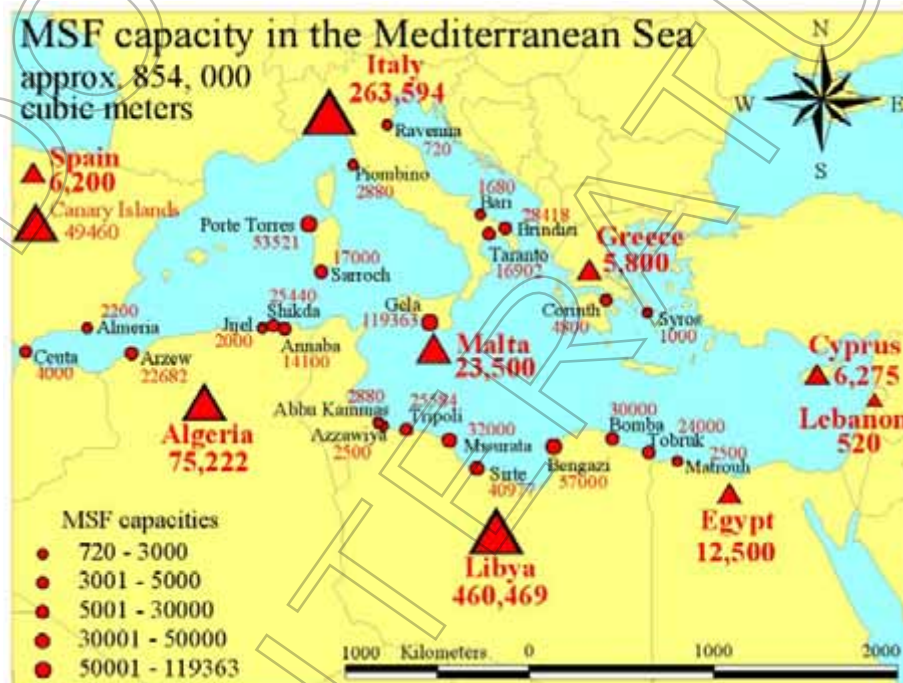 MSF capacity in the Mediterranean Sea
approx. 854, 000
cubic meters
N
W
E
S
Italy
263,594
Ravenna
720
Piombino
2880
Spain
6,200
Canary Islands
49460
Porte Torres
53521
1680
Bari
28418
Brindisi
Taranto
16902
Greece
5,800
17000
Sarroch
2200
Almeria
25440
Shikda
Jijel
2000
Annaba
14100
Gela
119363
Corinth
4800
Syros
1000
Ceuta
4000
Arzew
22682
Malta
23,500
Cyprus
6,275
Lebanon
520
Algeria
75,222
2880
Abbu Kammas
Azzawiya
2500
25584
Tripoli
32000
Msurata
Sirte
Bengazi
57000
30000
Bomba
24000
Tobruk
2500
Matrouh
Egypt
12,500
Libya
460,469
MSF capacities
720 - 3000
3001 - 5000
5001 - 30000
30001 - 50000
50001 - 119363
1000 Kilometers 0 1000 2000